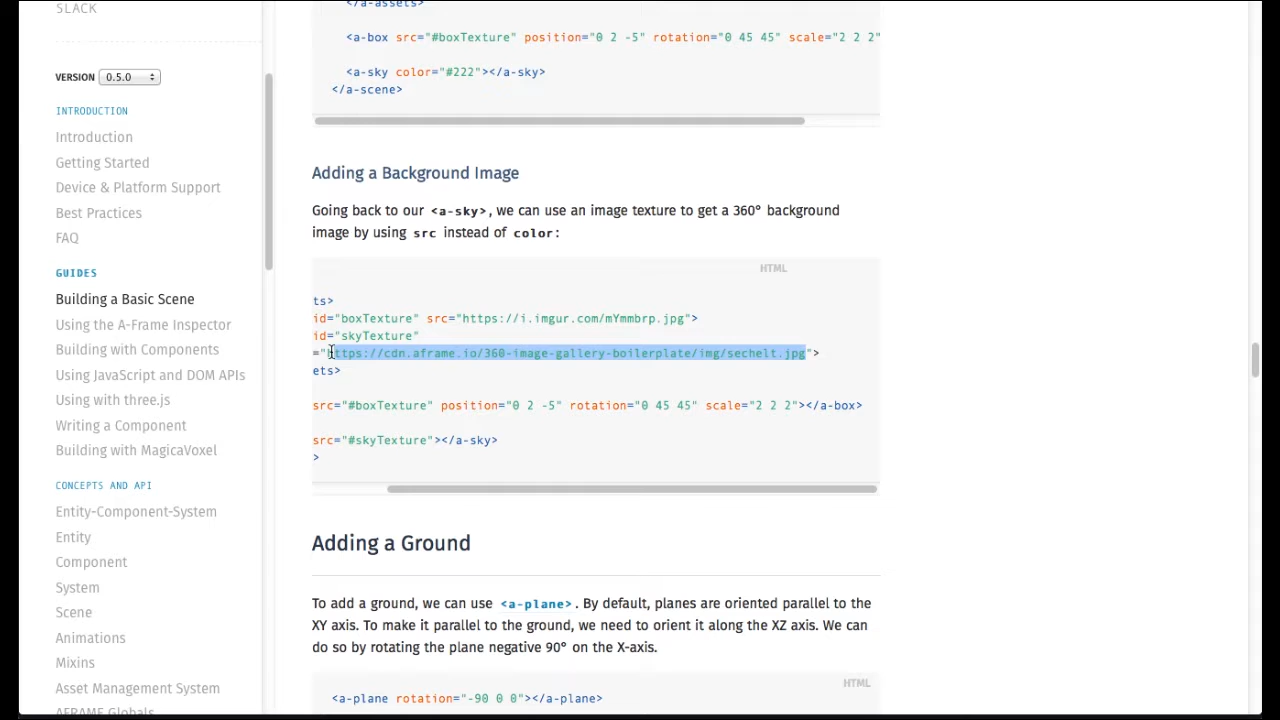 SLACK
VERSION 0.5.0
INTRODUCTION
Introduction
Getting Started
Device & Platform Support
Best Practices
FAQ
GUIDES
Building a Basic Scene
Using the A-Frame Inspector
Building with Components
Using JavaScript and DOM APIs
Using with three.js
Writing a Component
Building with MagicaVoxel
CONCEPTS AND API
Entity-Component-System
Entity
Component
System
Scene
Animations
Mixins
Asset Management System
AFRAME Globals
</a-assets>
<a-box src="#boxTexture" position="0 2 -5" rotation="0 45 45" scale="2 2 2"
<a-sky color="#222"></a-sky>
</a-scene>
Adding a Background Image
Going back to our <a-sky>, we can use an image texture to get a 360° background
image by using src instead of color:
HTML
ts>
id="boxTexture" src="https://i.imgur.com/mYmmbrp.jpg">
id="skyTexture"
="https://cdn.aframe.io/360-image-gallery-boilerplate/img/sechelt.jpg">
ets>
src="#boxTexture" position="0 2 -5" rotation="0 45 45" scale="2 2 2"></a-box>
src="#skyTexture"></a-sky>
>
Adding a Ground
To add a ground, we can use <a-plane>. By default, planes are oriented parallel to the
XY axis. To make it parallel to the ground, we need to orient it along the XZ axis. We can
do so by rotating the plane negative 90° on the X-axis.
HTML
<a-plane rotation="-90 0 0"></a-plane>